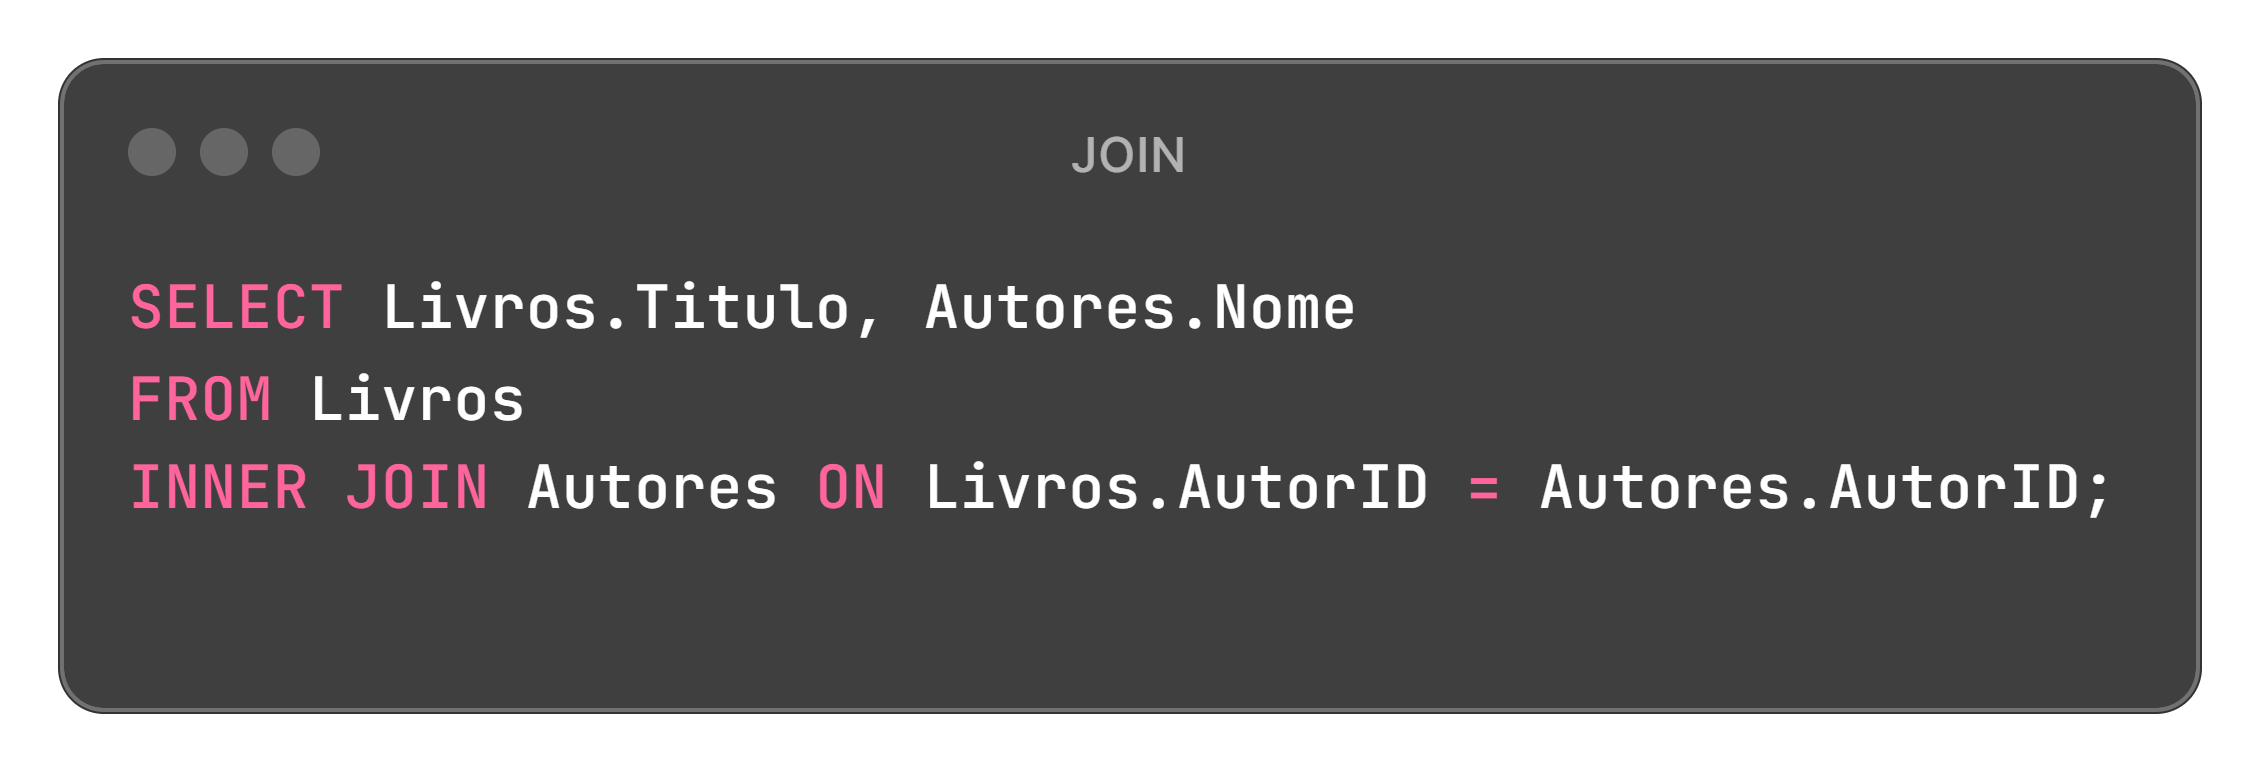 JOIN
SELECT Livros.Titulo, Autores.Nome
FROM Livros
INNER JOIN Autores ON Livros.AutorID = Autores.AutorID;